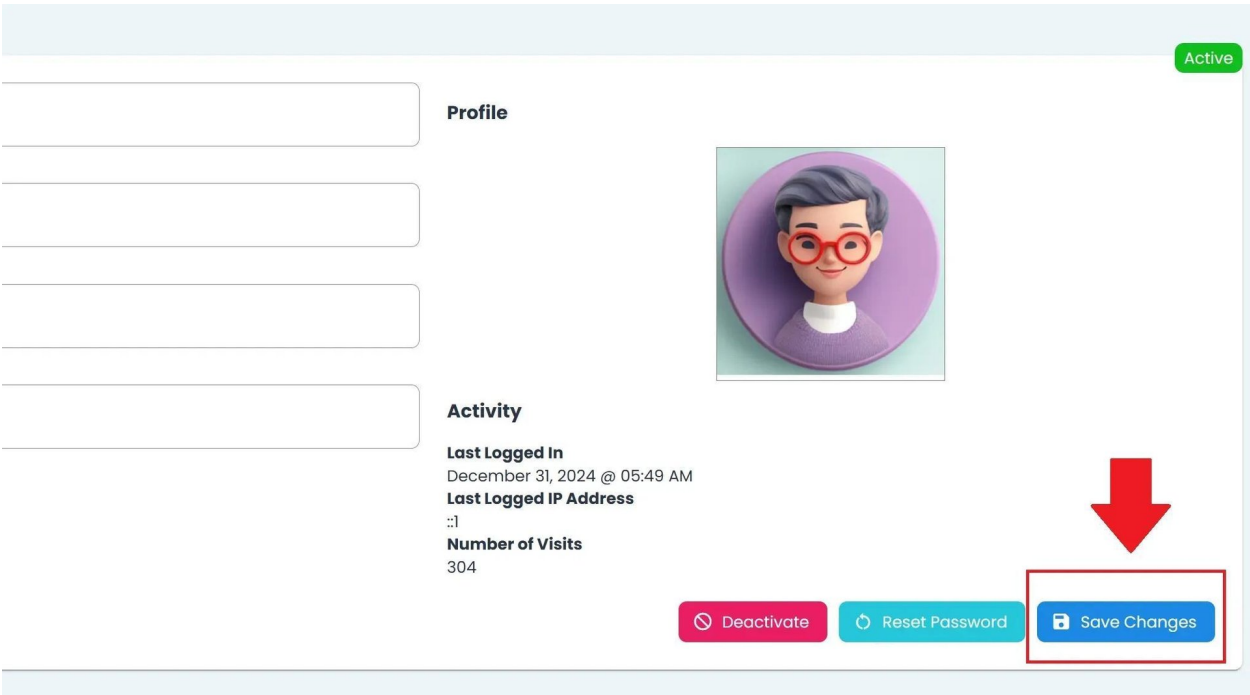 Active
Profile
Activity
Last Logged In
December 31, 2024 @ 05:49 AM
Last Logged IP Address
::1
Number of Visits
304
Deactivate
Reset Password
Save Changes